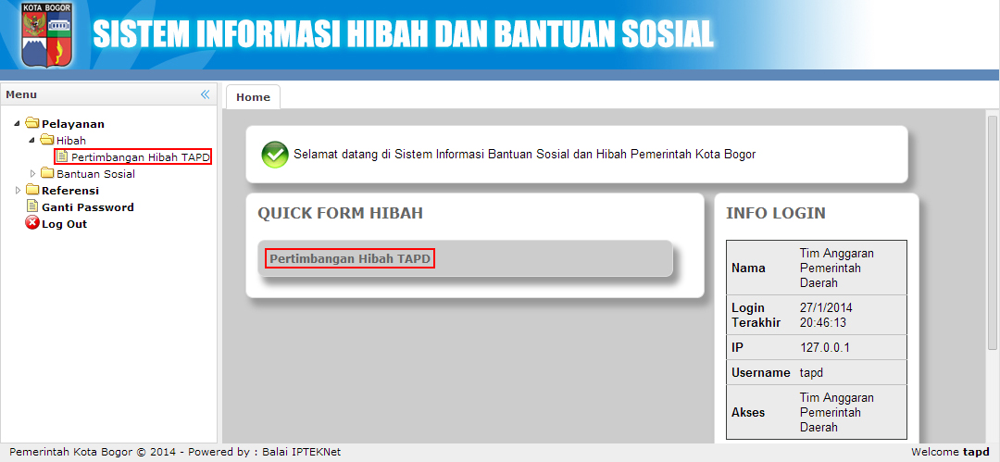 KOTA BOGOR
SISTEM INFORMASI HIBAH DAN BANTUAN SOSIAL
Menu
Pelayanan
Hibah
Pertimbangan Hibah TAPD
Bantuan Sosial
Referensi
Ganti Password
Log Out
Home
Selamat datang di Sistem Informasi Bantuan Sosial dan Hibah Pemerintah Kota Bogor
QUICK FORM HIBAH
Pertimbangan Hibah TAPD
INFO LOGIN
Nama Tim Anggaran
Pemerintah
Daerah
Login 27/1/2014
Terakhir 20:46:13
IP 127.0.0.1
Username tapd
Akses Tim Anggaran
Pemerintah
Daerah
Pemerintah Kota Bogor © 2014 - Powered by : Balai IPTEKNet
Welcome tapd